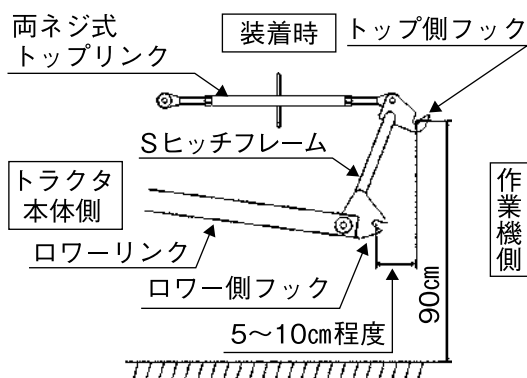 両ネジ式
トップリンク
装着時
トップ側フック
Sヒッチフレーム
トラクタ
本体側
作業機側
ロワーリンク
ロワー側フック
90cm
5～10cm程度